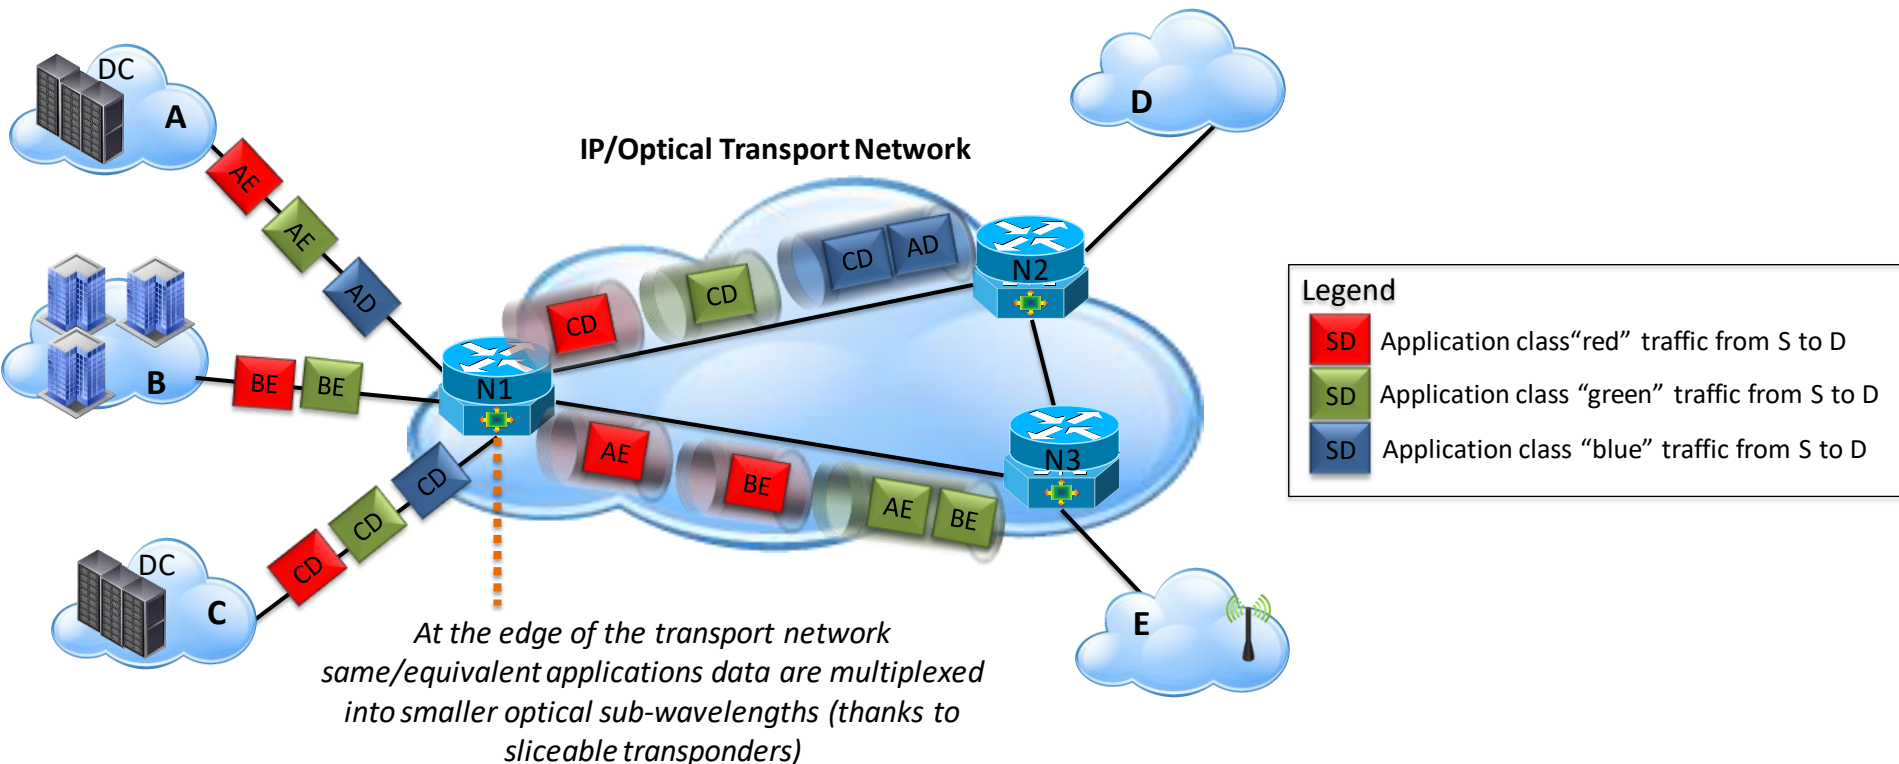 DC
A
D
IP/Optical Transport Network
AE
AE
AD
CD
CD
CD
AD
N2
B
BE
BE
N1
AE
BE
AE
BE
N3
CD
CD
CD
DC
C
E
Legend
SD Application class“red” traffic from S to D
SD Application class “green” traffic from S to D
SD Application class “blue” traffic from S to D
At the edge of the transport network
same/equivalent applications data are multiplexed
into smaller optical sub-wavelengths (thanks to
sliceable transponders)